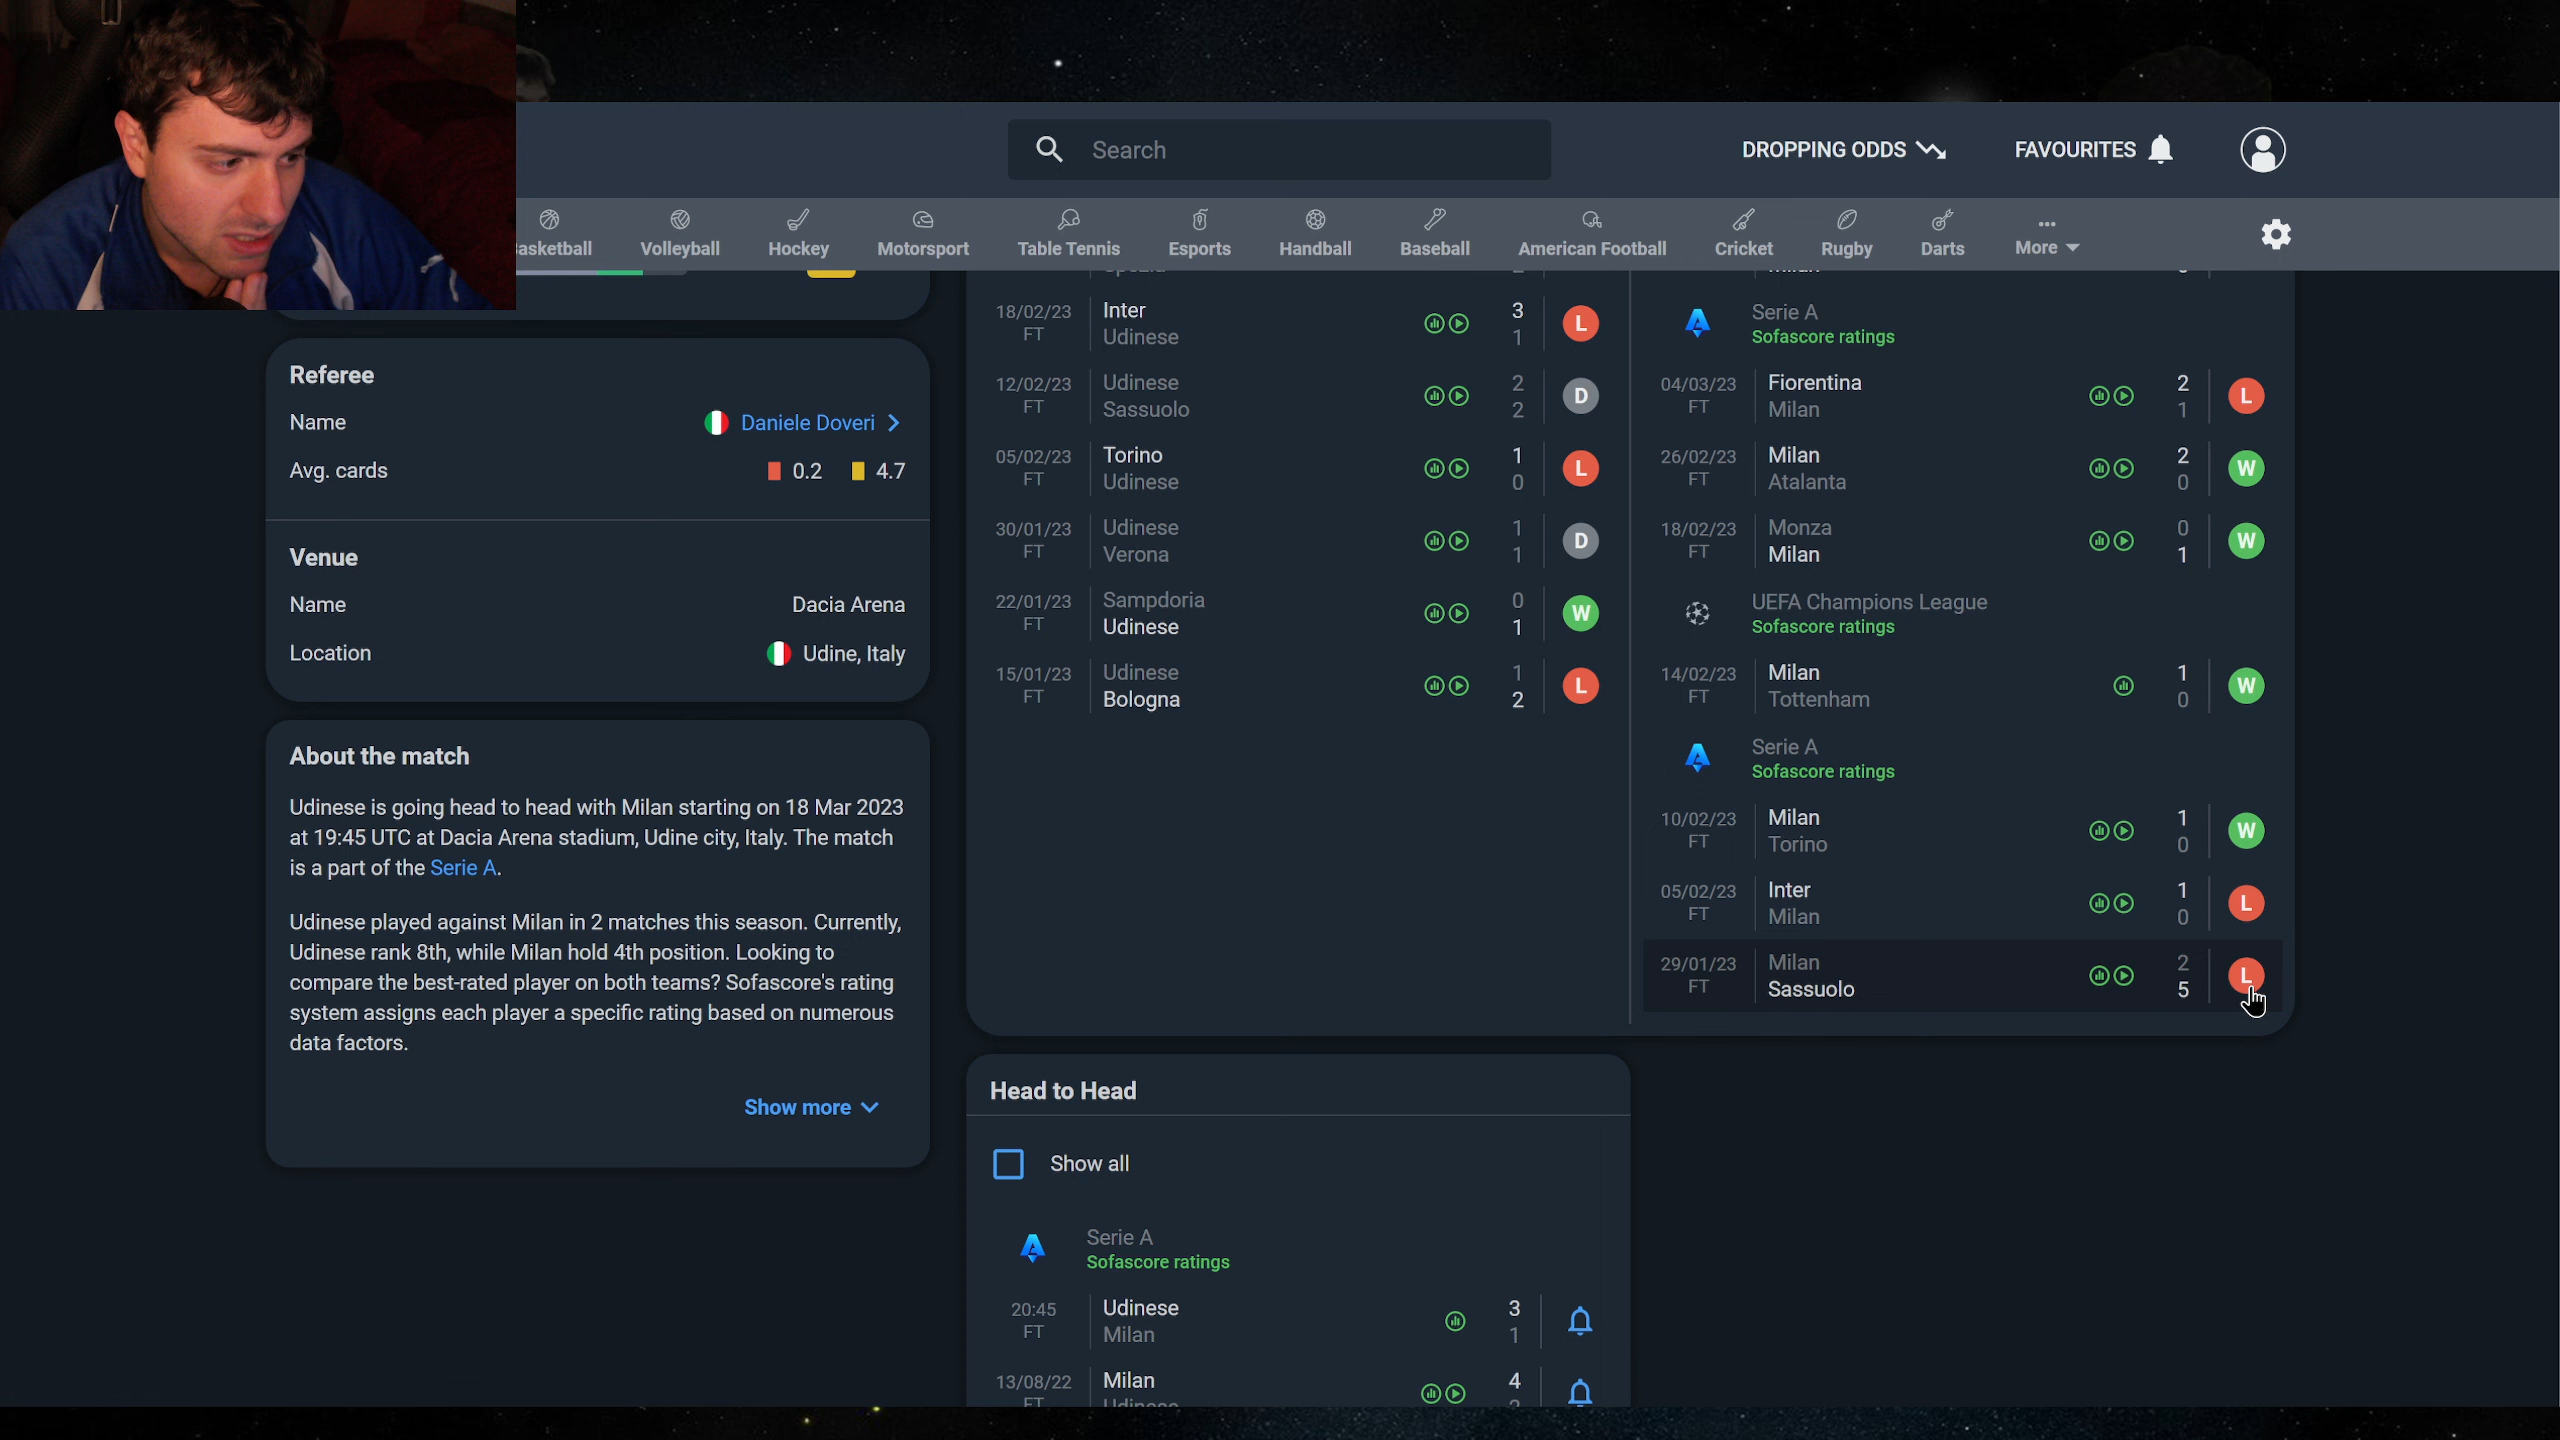 Search
DROPPING ODDS
FAVOURITES
Volleyball
Hockey
Motorsport
Table Tennis
Esports
Handball
Baseball
American Football
Cricket
Rugby
Darts
More
Referee
Name
Daniele Doveri
Avg. cards
0.2
4.7
Venue
Name
Dacia Arena
Location
Udine, Italy
About the match
Udinese is going head to head with Milan starting on 18 Mar 2023
at 19:45 UTC at Dacia Arena stadium, Udine city, Italy. The match
is a part of the Serie A.
Udinese played against Milan in 2 matches this season. Currently,
Udinese rank 8th, while Milan hold 4th position. Looking to
compare the best-rated player on both teams? Sofascore's rating
system assigns each player a specific rating based on numerous
data factors.
Show more
18/02/23 Inter 3
FT Udinese 1
L
12/02/23 Udinese 2
FT Sassuolo 2
D
05/02/23 Torino 1
FT Udinese 0
L
30/01/23 Udinese 1
FT Verona 1
D
22/01/23 Sampdoria 0
FT Udinese 1
W
15/01/23 Udinese 1
FT Bologna 2
L
Serie A
Sofascore ratings
04/03/23 Fiorentina 2
FT Milan 1
L
26/02/23 Milan 2
FT Atalanta 0
W
18/02/23 Monza 0
FT Milan 1
W
UEFA Champions League
Sofascore ratings
14/02/23 Milan 1
FT Tottenham 0
W
Serie A
Sofascore ratings
10/02/23 Milan 1
FT Torino 0
W
05/02/23 Inter 1
FT Milan 0
L
29/01/23 Milan 2
FT Sassuolo 5
L
Head to Head
Show all
Serie A
Sofascore ratings
20:45 Udinese 3
FT Milan 1
13/08/22 Milan 4